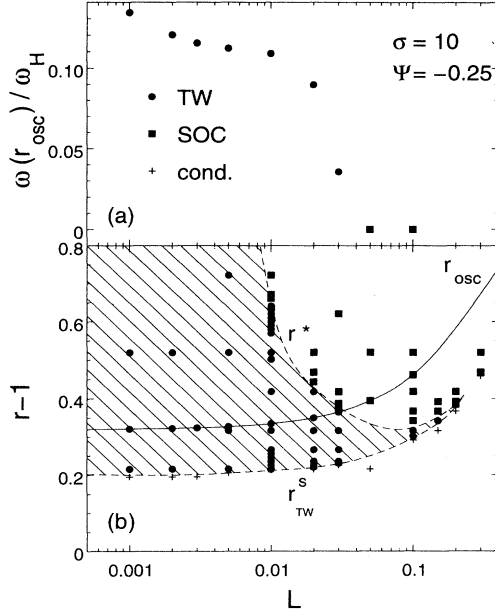 (a)
ω(r_osc) / ω_H
0.10
0.05
0
σ = 10
Ψ = −0.25
● TW
■ SOC
+ cond.
(b)
r−1
0.8
0.6
0.4
0.2
0
r_osc
r*
r^s_TW
0.001
0.01
0.1
L